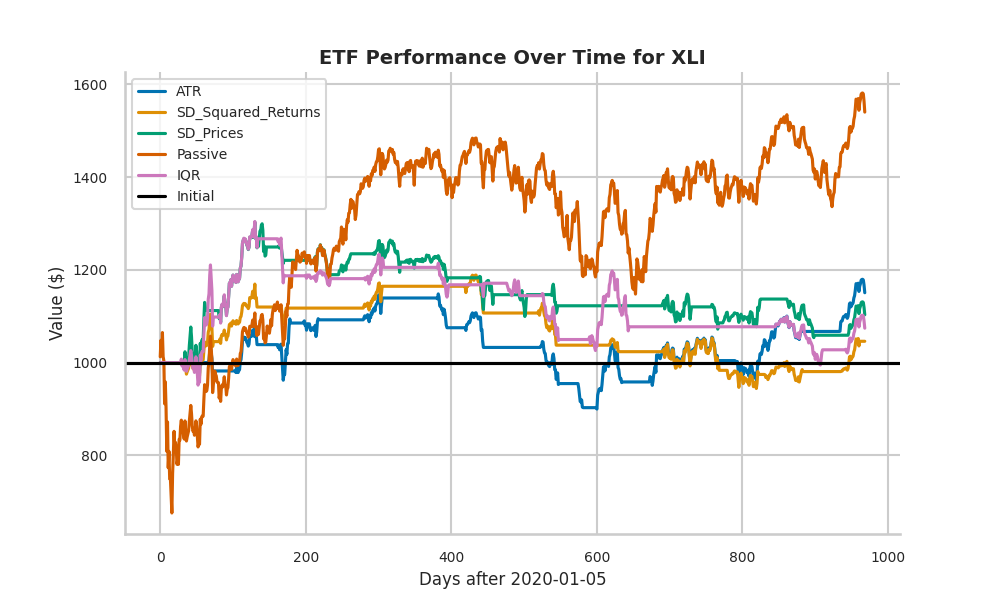 ETF Performance Over Time for XLI
ATR
SD_Squared_Returns
SD_Prices
Passive
IQR
Initial
1600
1400
1200
1000
800
Value ($)
0 200 400 600 800 1000
Days after 2020-01-05